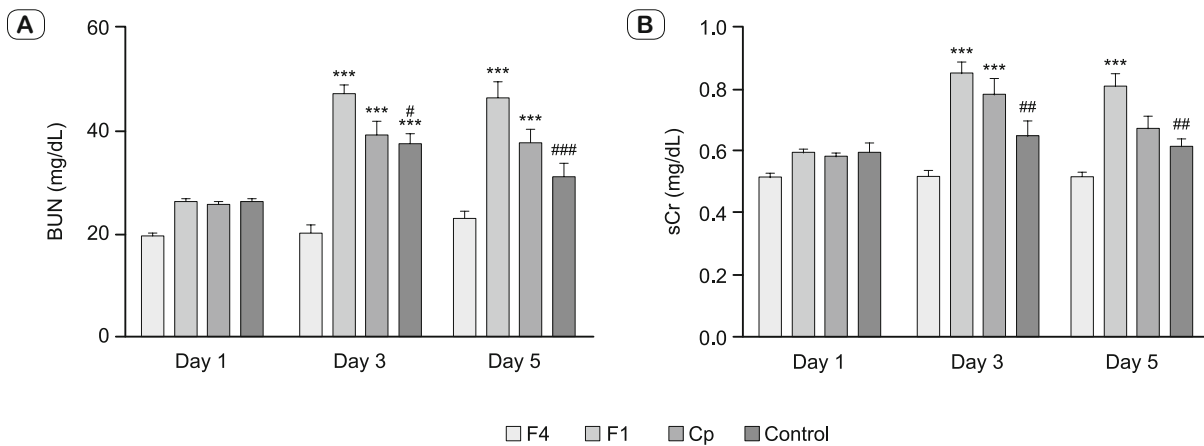 A
BUN (mg/dL)
60
40
20
0
***
***
#
***
***
***
###
Day 1
Day 3
Day 5
B
sCr (mg/dL)
1.0
0.8
0.6
0.4
0.2
0.0
***
***
##
***
##
Day 1
Day 3
Day 5
F4 F1 Cp Control